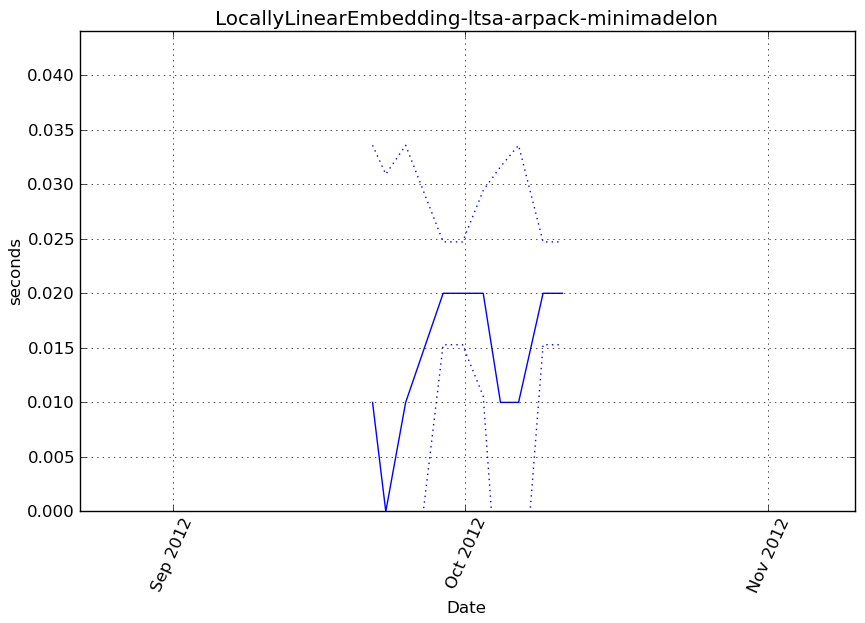 LocallyLinearEmbedding-ltsa-arpack-minimadelon
0.040
0.035
0.030
0.025
0.020
0.015
0.010
0.005
0.000
seconds
Sep 2012
Oct 2012
Nov 2012
Date